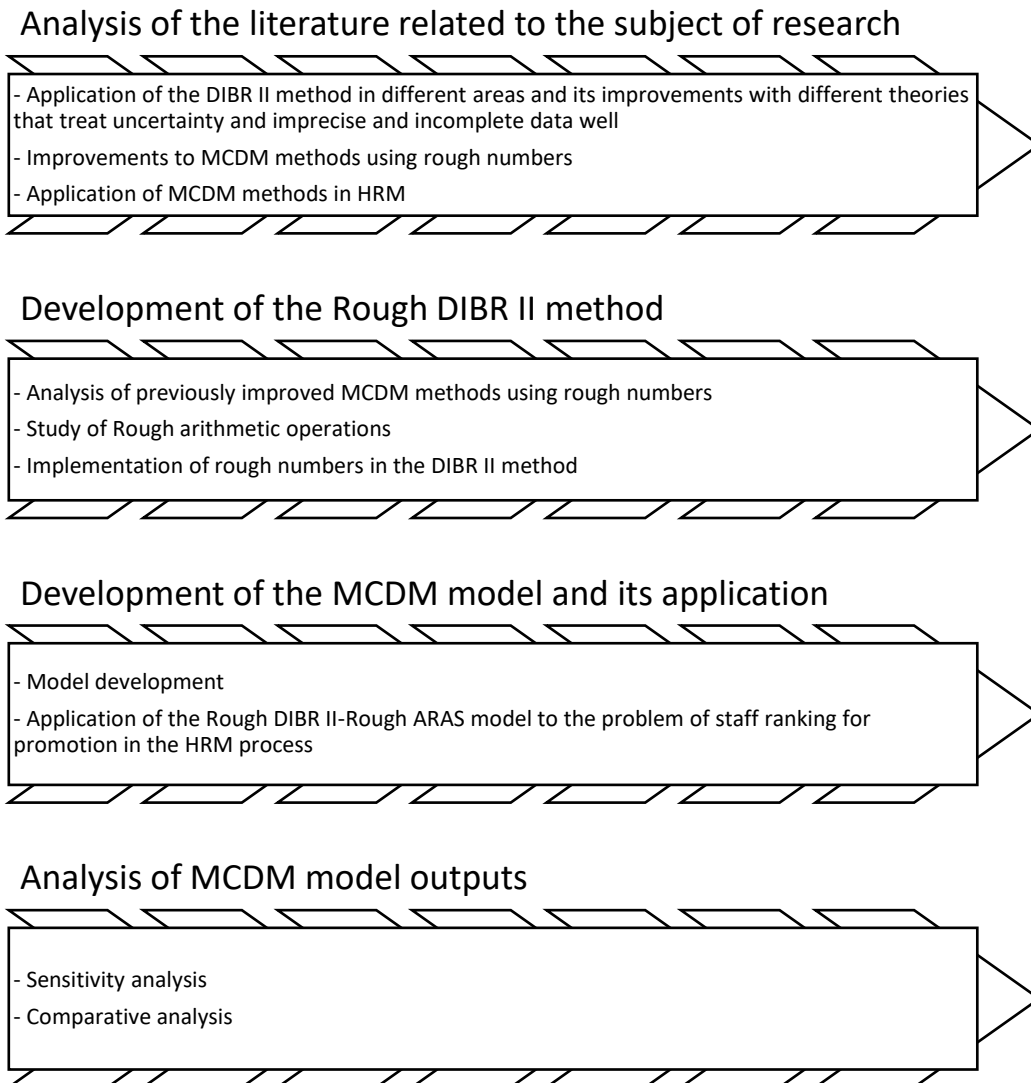 Analysis of the literature related to the subject of research
- Application of the DIBR II method in different areas and its improvements with different theories
that treat uncertainty and imprecise and incomplete data well
- Improvements to MCDM methods using rough numbers
- Application of MCDM methods in HRM
Development of the Rough DIBR II method
- Analysis of previously improved MCDM methods using rough numbers
- Study of Rough arithmetic operations
- Implementation of rough numbers in the DIBR II method
Development of the MCDM model and its application
- Model development
- Application of the Rough DIBR II-Rough ARAS model to the problem of staff ranking for
promotion in the HRM process
Analysis of MCDM model outputs
- Sensitivity analysis
- Comparative analysis